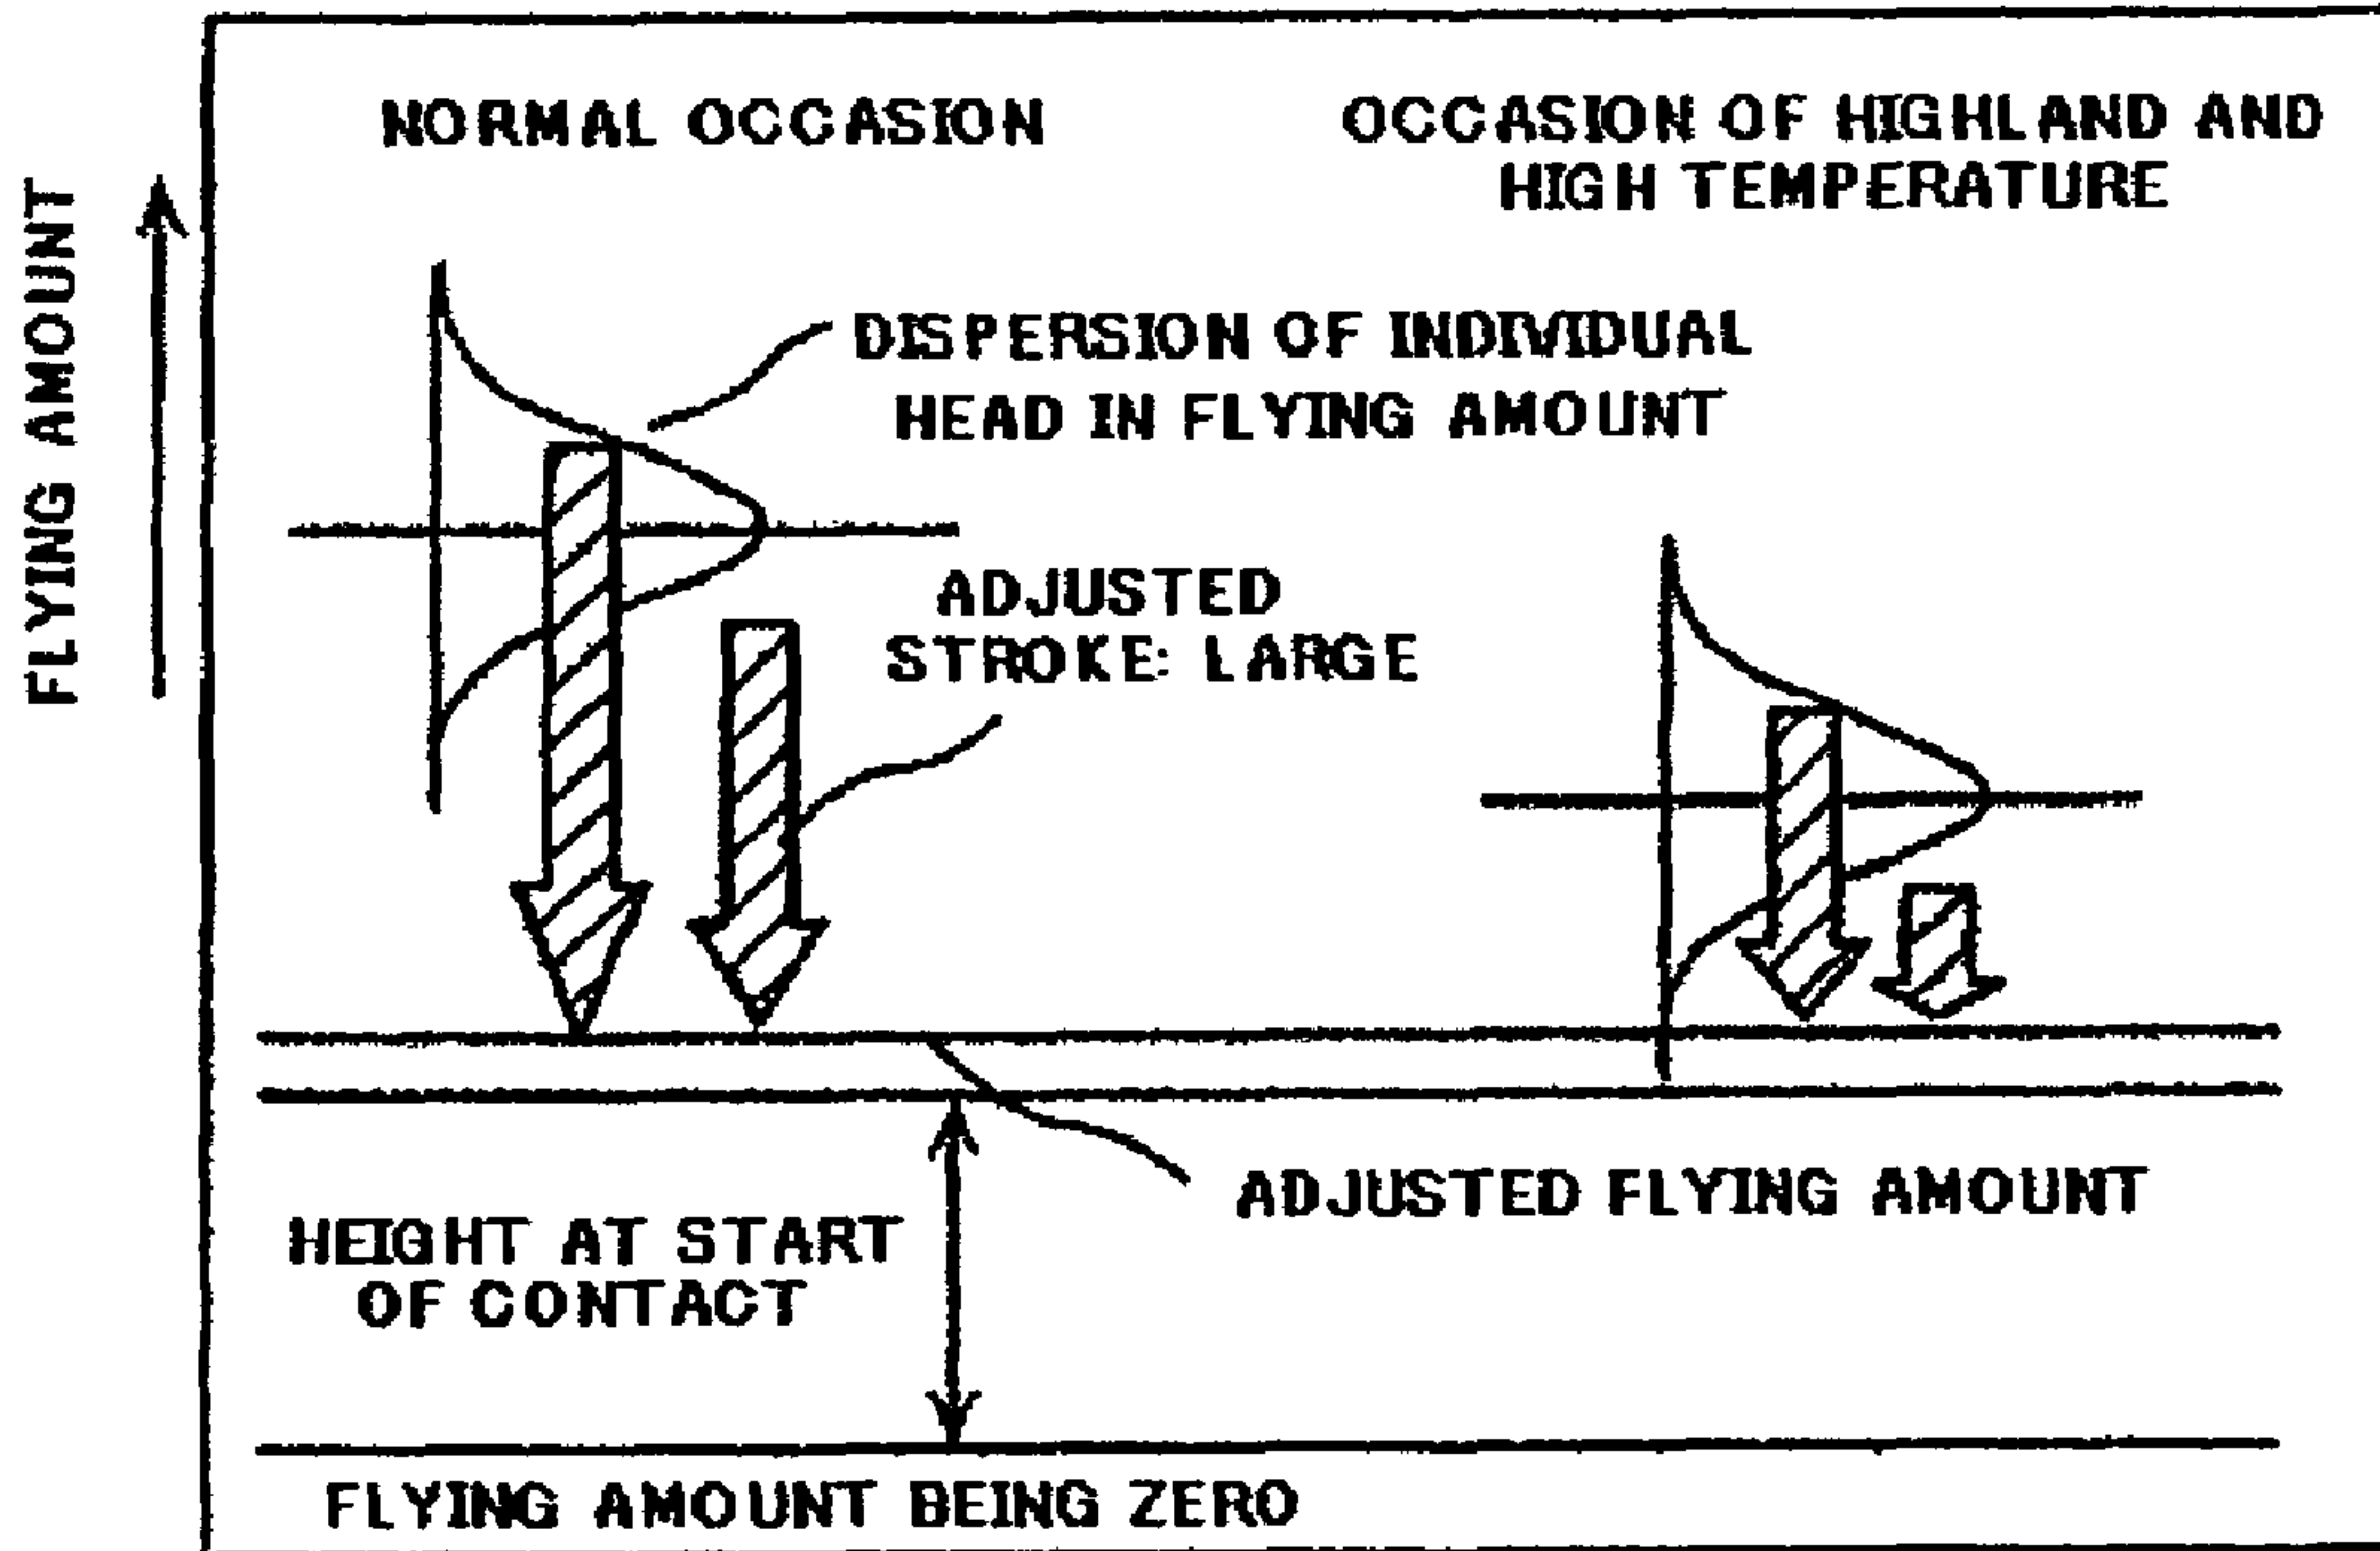 FLYING AMOUNT
NORMAL OCCASION
OCCASION OF HIGHLAND AND
HIGH TEMPERATURE
DISPERSION OF INDIVIDUAL
HEAD IN FLYING AMOUNT
ADJUSTED
STROKE: LARGE
ADJUSTED FLYING AMOUNT
HEIGHT AT START
OF CONTACT
FLYING AMOUNT BEING ZERO